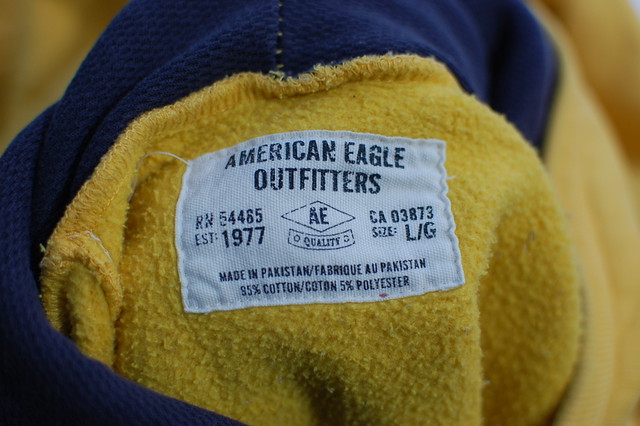 AMERICAN EAGLE
OUTFITTERS
RN 54485
EST: 1977
AE
QUALITY
CA 03873
SIZE: L/G
MADE IN PAKISTAN/FABRIQUE AU PAKISTAN
95% COTTON/COTON 5% POLYESTER